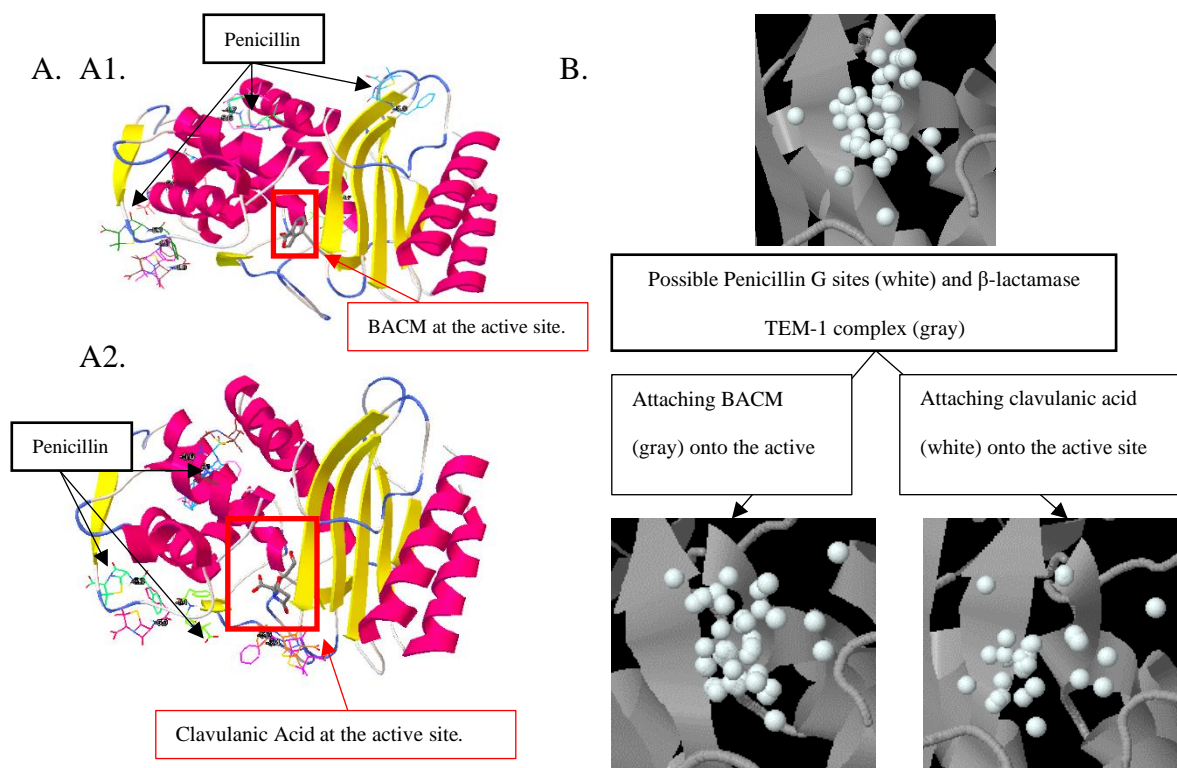 Penicillin
A. A1.
BACM at the active site.
A2.
Penicillin
Clavulanic Acid at the active site.
B.
Possible Penicillin G sites (white) and β-lactamase
TEM-1 complex (gray)
Attaching BACM
(gray) onto the active
Attaching clavulanic acid
(white) onto the active site